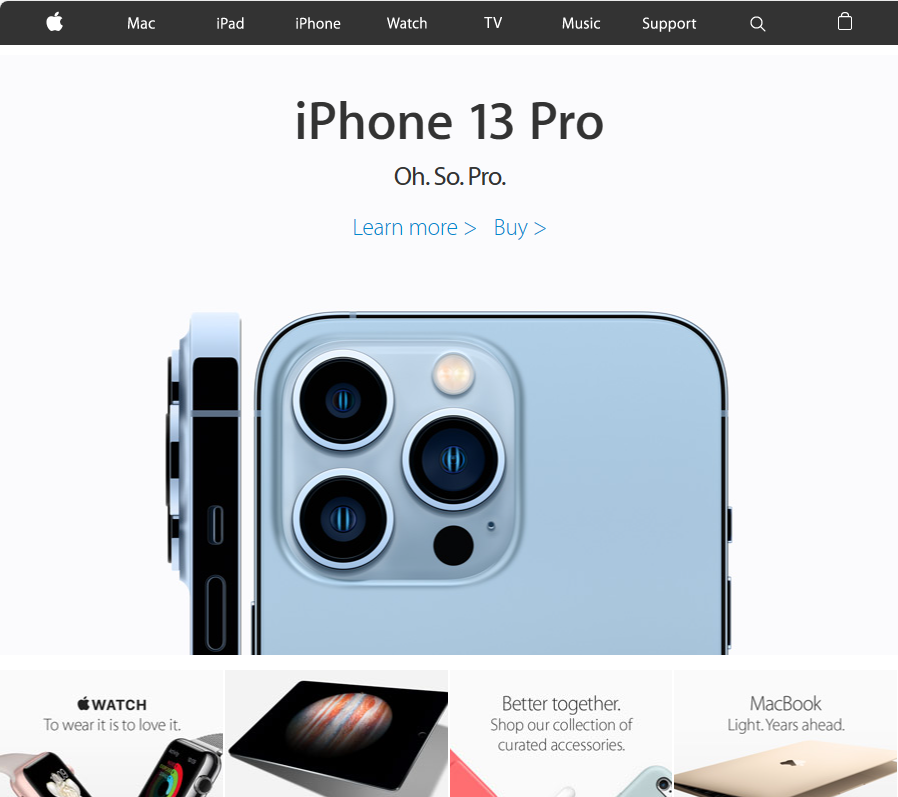 Mac iPad iPhone Watch TV Music Support
iPhone 13 Pro
Oh. So. Pro.
Learn more > Buy >
WATCH
To wear it is to love it.
Better together.
Shop our collection of
curated accessories.
MacBook
Light. Years ahead.